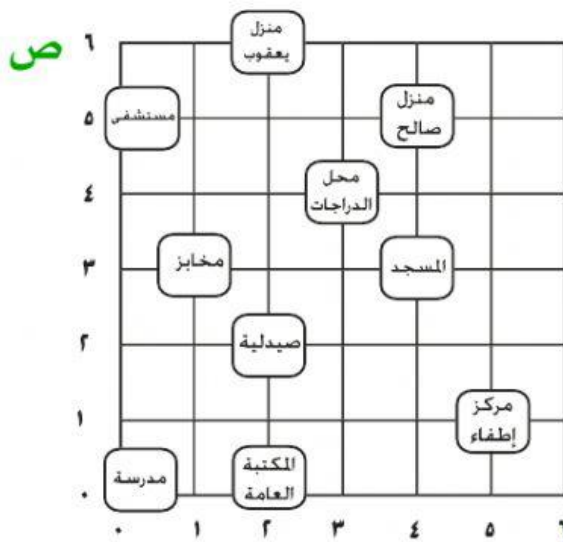 ص
٦
منزل
يعقوب
٥
مستشفى
منزل
صالح
٤
محل
الدراجات
٣
مخابز
المسجد
٢
صيدلية
١
مركز
إطفاء
٠
مدرسة
المكتبة
العامة
٠ ١ ٢ ٣ ٤ ٥ ٦